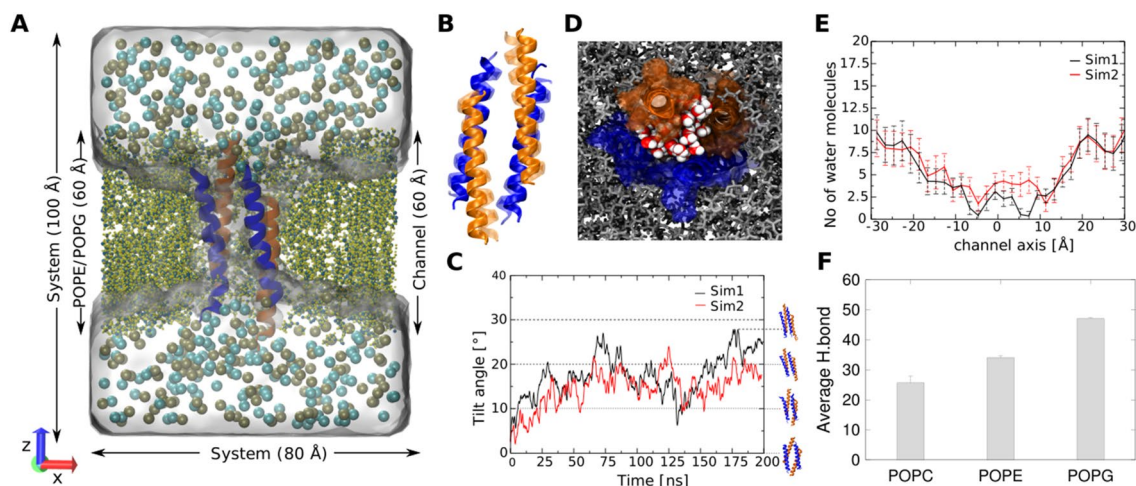 A
System (100 Å)
POPE/POPG (60 Å)
Channel (60 Å)
System (80 Å)
z
x
B
D
C
Sim1
Sim2
Tilt angle [°]
40
30
20
10
0
0 25 50 75 100 125 150 175 200
Time [ns]
E
Sim1
Sim2
No of water molecules
17.5
15
12.5
10
7.5
5
2.5
0
-30 -20 -10 0 10 20 30
channel axis [Å]
F
Average H.bond
60
50
40
30
20
10
0
POPC POPE POPG